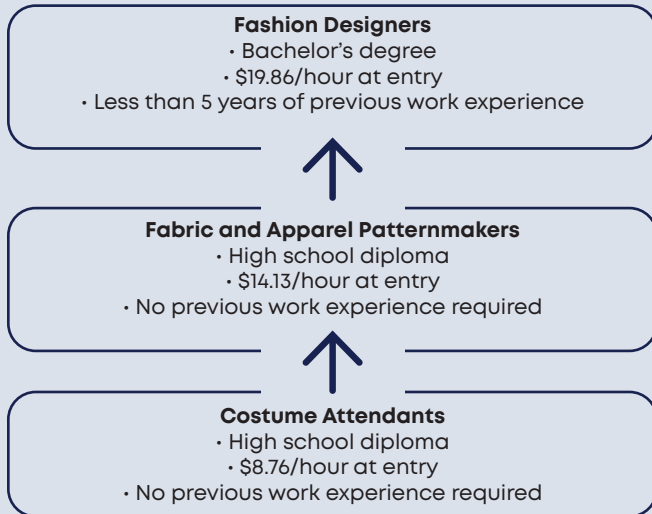 Fashion Designers
• Bachelor’s degree
• $19.86/hour at entry
• Less than 5 years of previous work experience
Fabric and Apparel Patternmakers
• High school diploma
• $14.13/hour at entry
• No previous work experience required
Costume Attendants
• High school diploma
• $8.76/hour at entry
• No previous work experience required